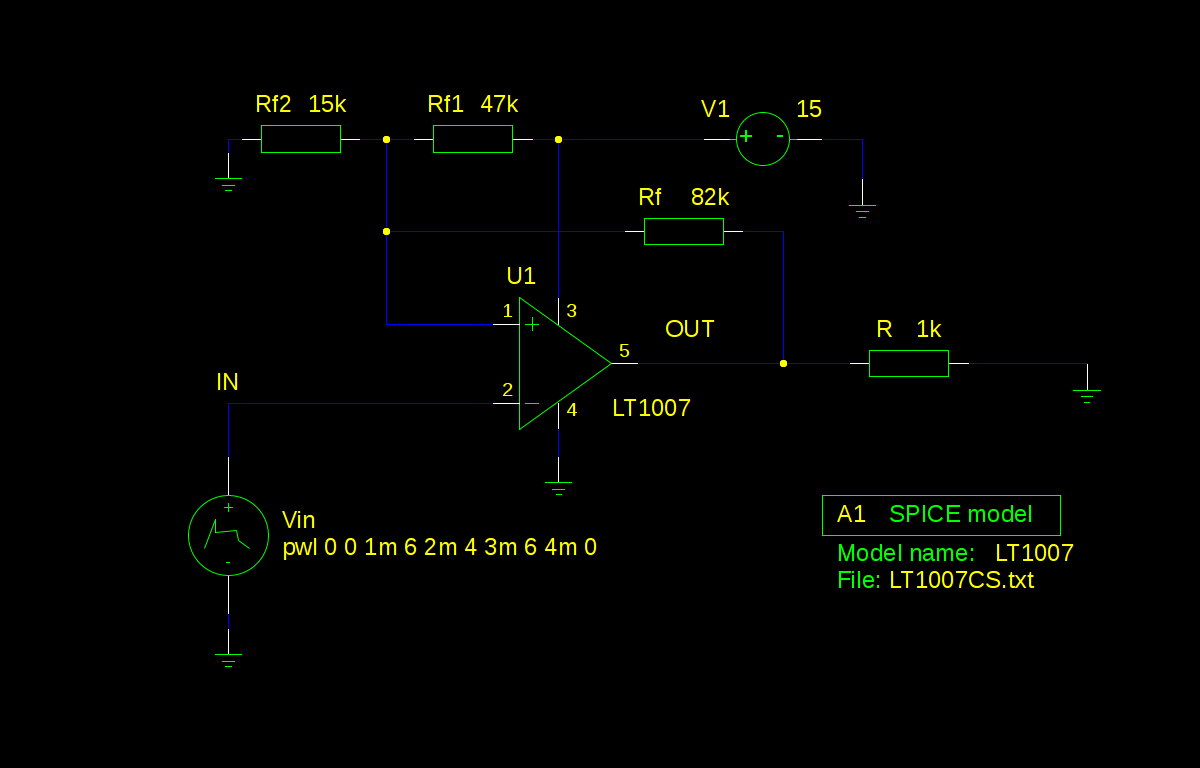 Rf2 15k
Rf1 47k
V1 15
+ -
Rf 82k
U1
1
3
+
OUT
R 1k
5
IN
2
-
4
LT1007
+
Vin
pwl 0 0 1m 6 2m 4 3m 6 4m 0
-
A1 SPICE model
Model name: LT1007
File: LT1007CS.txt